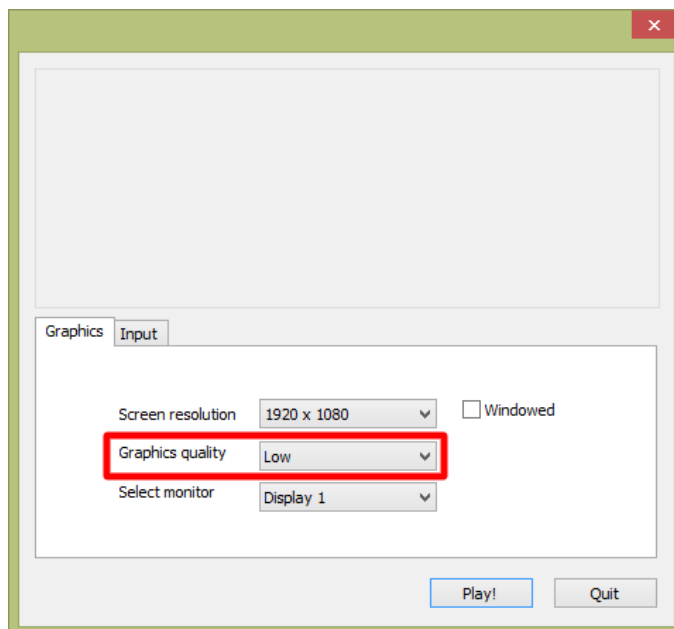 Graphics Input
Screen resolution 1920 x 1080 Windowed
Graphics quality Low
Select monitor Display 1
Play! Quit